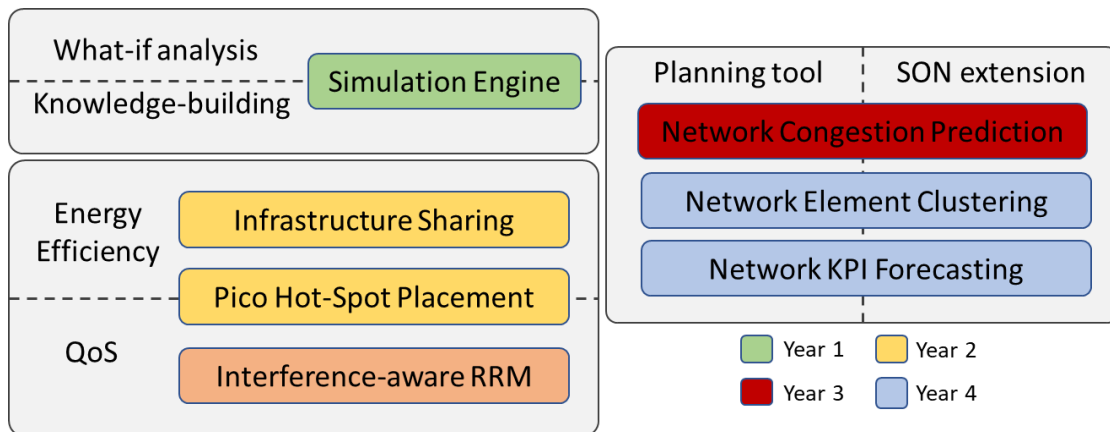 What-if analysis
Knowledge-building
Simulation Engine
Energy
Efficiency
QoS
Infrastructure Sharing
Pico Hot-Spot Placement
Interference-aware RRM
Planning tool
SON extension
Network Congestion Prediction
Network Element Clustering
Network KPI Forecasting
Year 1
Year 2
Year 3
Year 4